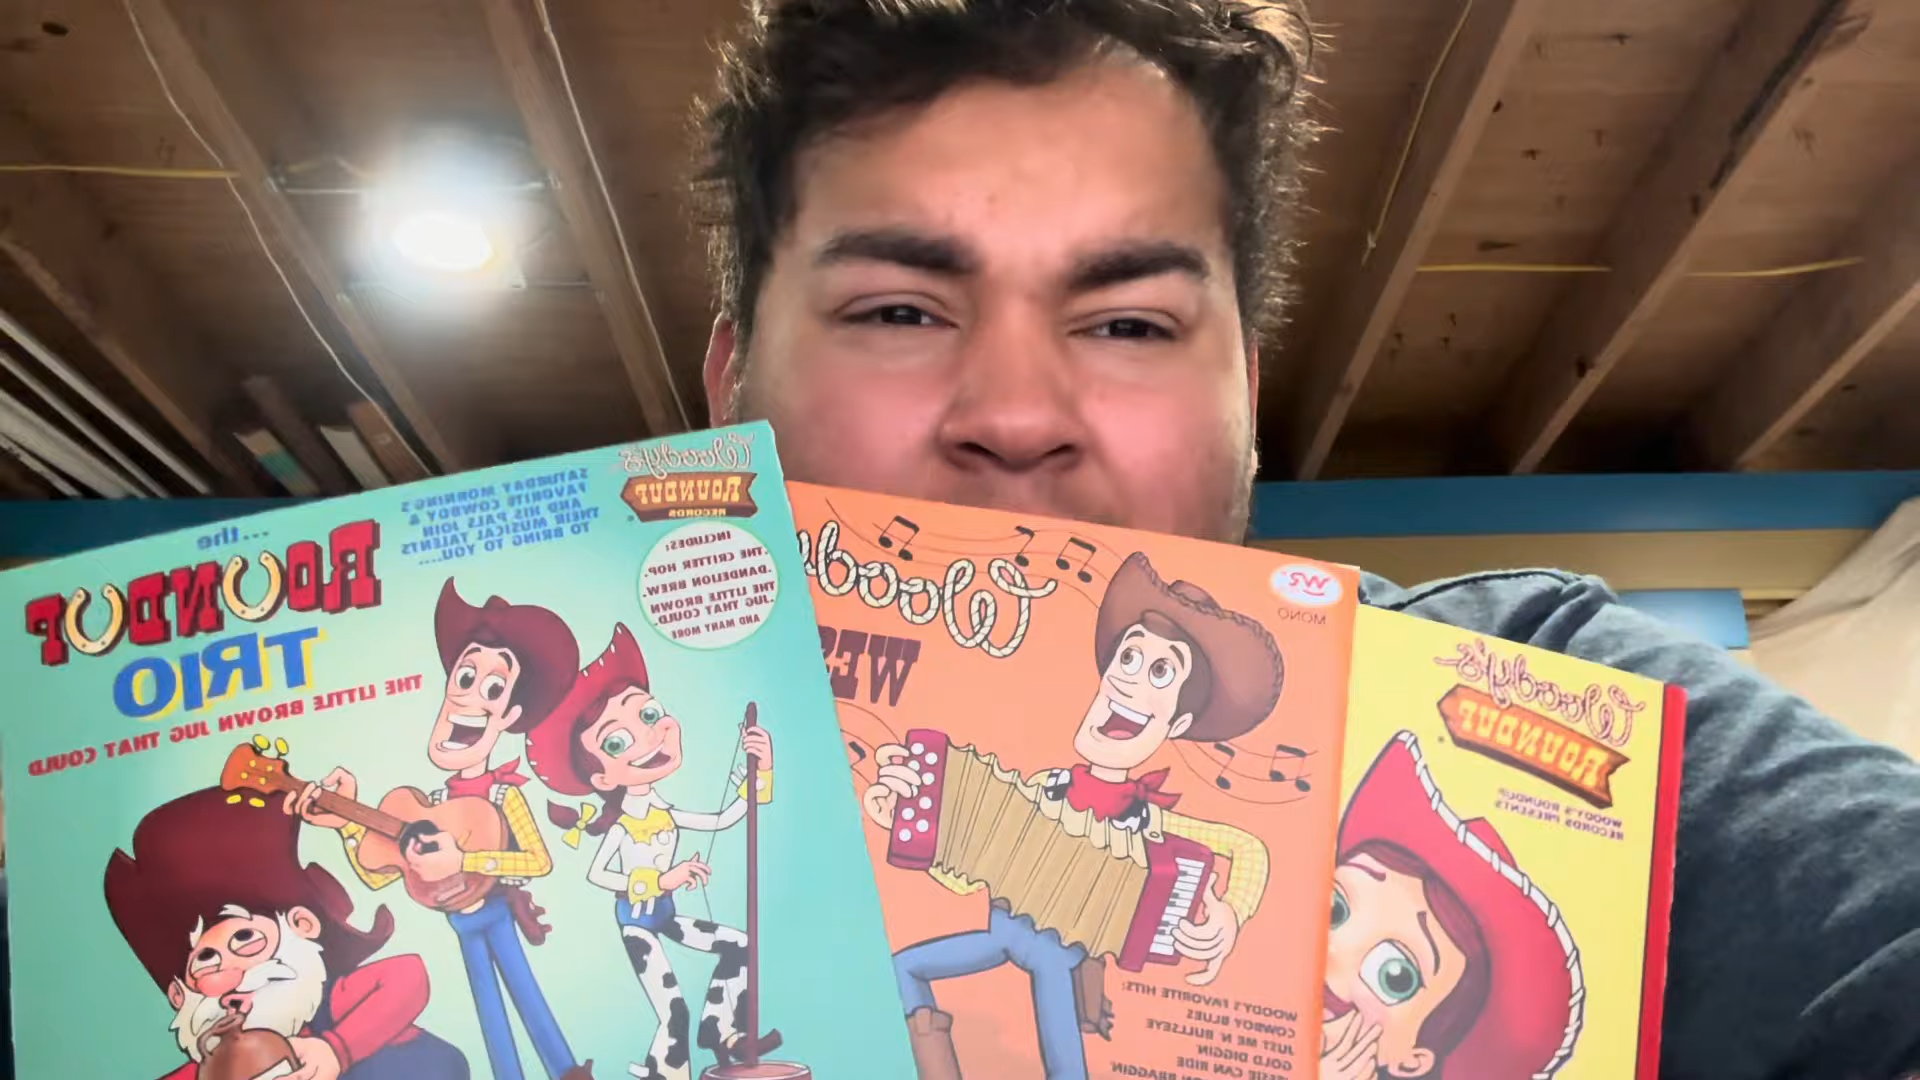 Woody's
ROUNDUP
RECORDS
SATURDAY MORNING'S
FAVORITE COWBOY &
AND HIS PALS JOIN
THEIR MUSICAL TALENTS
TO BRING TO YOU....
...the
ROUNDUP
TRIO
THE LITTLE BROWN JUG THAT COULD
INCLUDES:
THE CRITTER HOP.
DANDELION BREW.
THE LITTLE BROWN
JUG THAT COULD.
AND MANY MORE
MONO
Woody
WOODY'S FAVORITE HITS:
COWBOY BLUES
JUST ME N' BULLSEYE
GOLD DIGGIN'
CAN RIDE
BRAGGIN'
Woody's
ROUNDUP
WOODY'S ROUNDUP
RECORDS PRESENTS